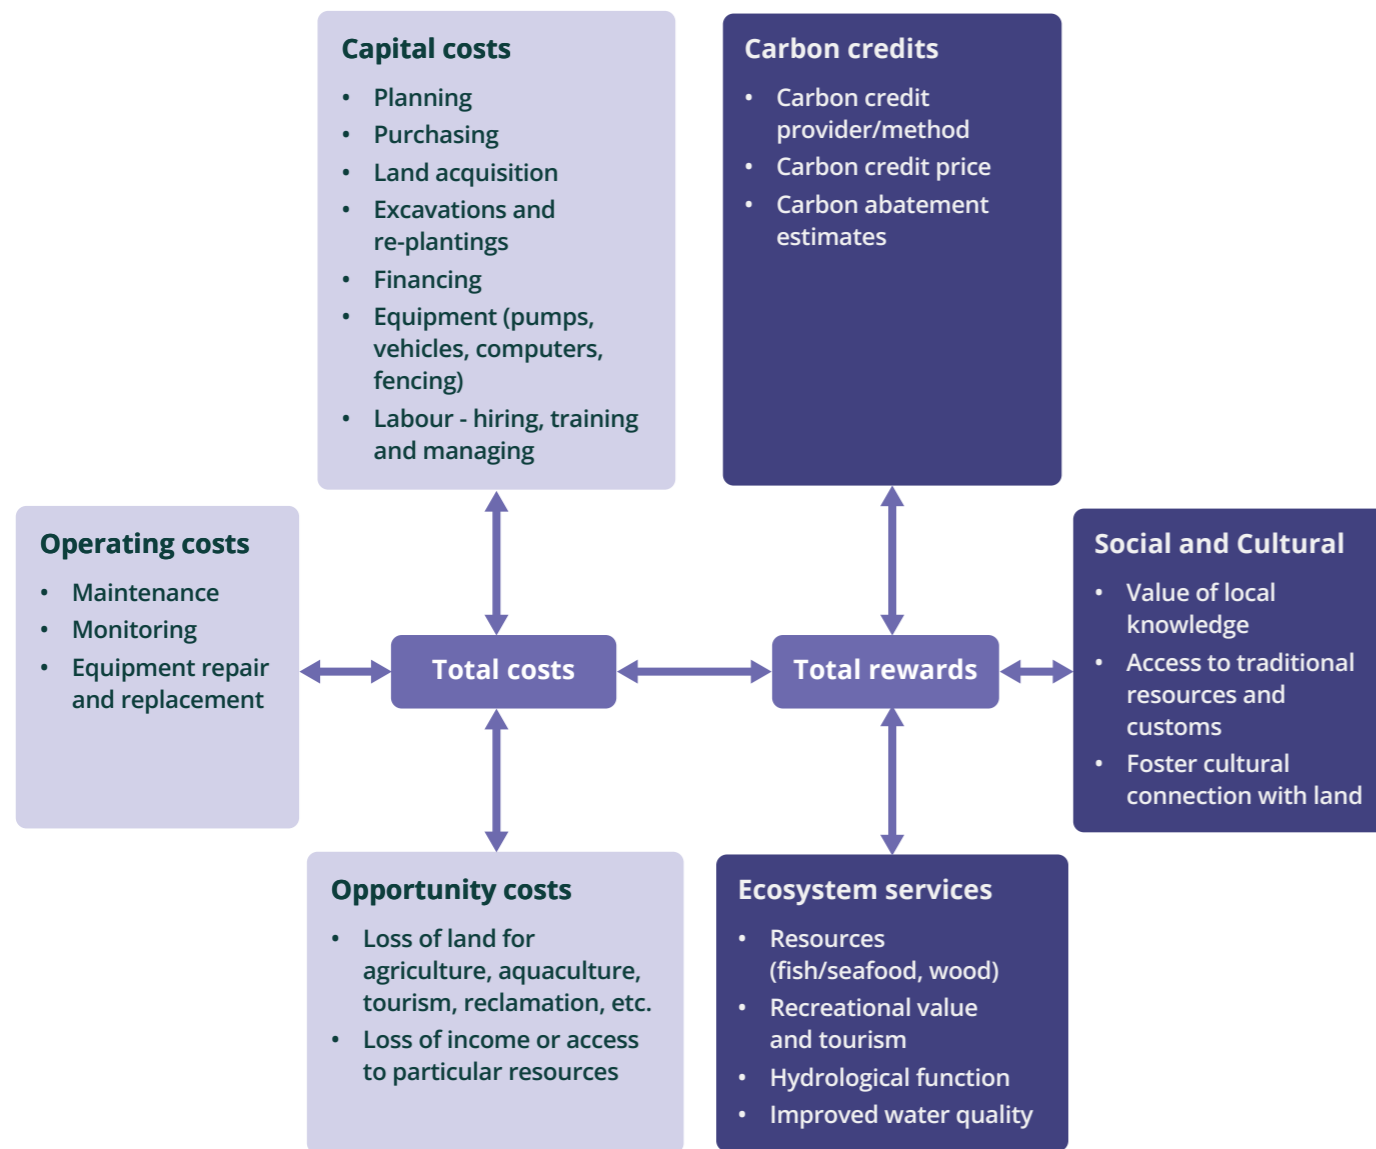 Capital costs
• Planning
• Purchasing
• Land acquisition
• Excavations and
re-plantings
• Financing
• Equipment (pumps,
vehicles, computers,
fencing)
• Labour - hiring, training
and managing
Carbon credits
• Carbon credit
provider/method
• Carbon credit price
• Carbon abatement
estimates
Operating costs
• Maintenance
• Monitoring
• Equipment repair
and replacement
Total costs
Total rewards
Social and Cultural
• Value of local
knowledge
• Access to traditional
resources and
customs
• Foster cultural
connection with land
Opportunity costs
• Loss of land for
agriculture, aquaculture,
tourism, reclamation, etc.
• Loss of income or access
to particular resources
Ecosystem services
• Resources
(fish/seafood, wood)
• Recreational value
and tourism
• Hydrological function
• Improved water quality